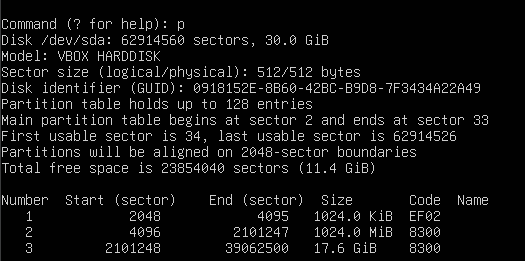 Command (? for help): p
Disk /dev/sda: 62914560 sectors, 30.0 GiB
Model: VBOX HARDDISK
Sector size (logical/physical): 512/512 bytes
Disk identifier (GUID): 0918152E-8B60-42BC-B9D8-7F3434A22A49
Partition table holds up to 128 entries
Main partition table begins at sector 2 and ends at sector 33
First usable sector is 34, last usable sector is 62914526
Partitions will be aligned on 2048-sector boundaries
Total free space is 23854040 sectors (11.4 GiB)
Number  Start (sector)    End (sector)  Size       Code  Name
   1            2048            4095   1024.0 KiB  EF02
   2            4096         2101247   1024.0 MiB  8300
   3         2101248        39062500   17.6 GiB    8300